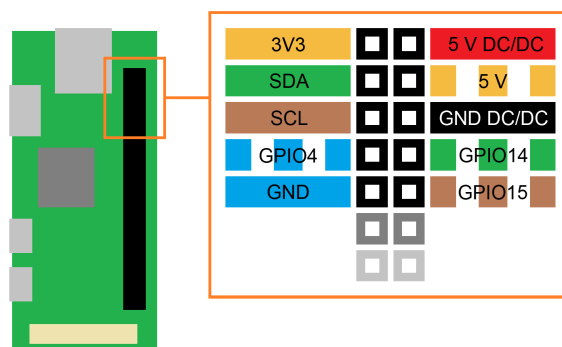 3V3 5 V DC/DC
SDA 5 V
SCL GND DC/DC
GPIO4 GPIO14
GND GPIO15